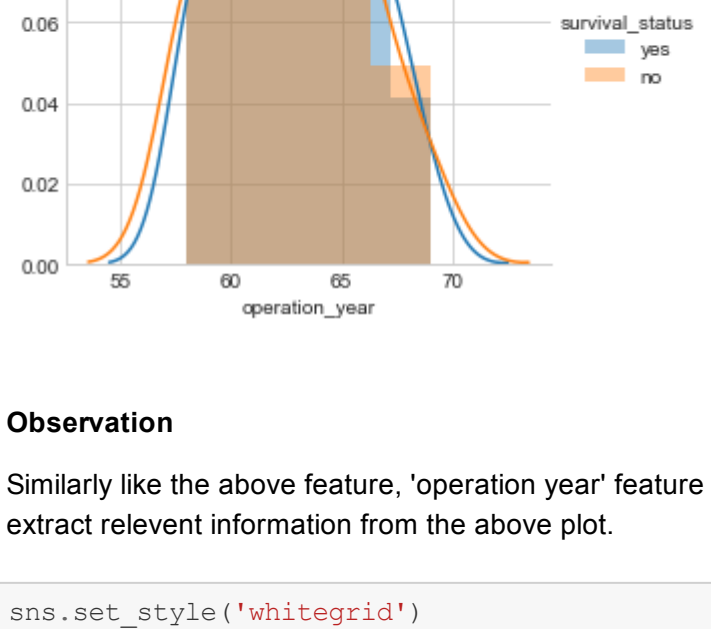 0.06
survival_status
yes
no
0.04
0.02
0.00
55 60 65 70
operation_year
Observation
Similarly like the above feature, 'operation year' feature
extract relevent information from the above plot.
sns.set_style('whitegrid')